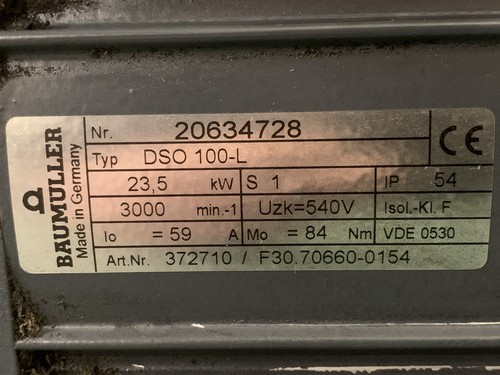 BAUMÜLLER
Made in Germany
Nr. 20634728
Typ DSO 100-L
CE
23,5 kW S 1 IP 54
3000 min.-1 Uzk=540V Isol.-Kl. F
Io = 59 A Mo = 84 Nm VDE 0530
Art.Nr. 372710 / F30.70660-0154